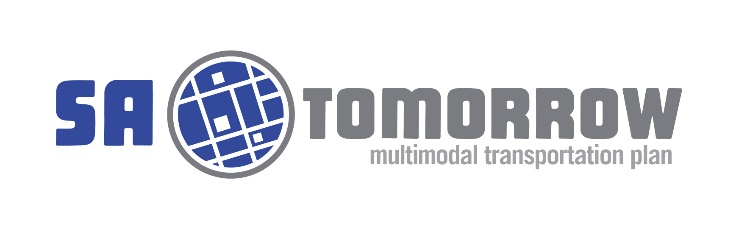 SA TOMORROW
multimodal transportation plan